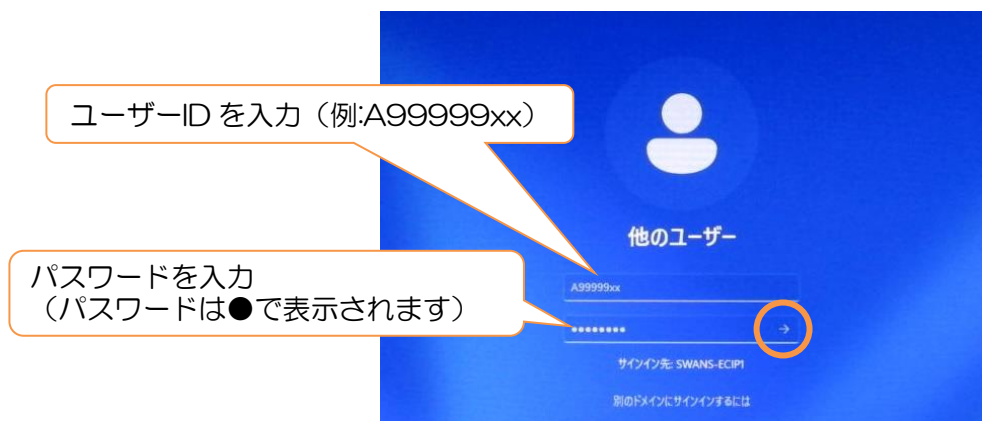 ユーザーID を入力（例:A99999xx）
他のユーザー
パスワードを入力
（パスワードは●で表示されます）
A99999xx
●●●●●●●●
→
サインイン先: SWANS-ECIP1
別のドメインにサインインするには